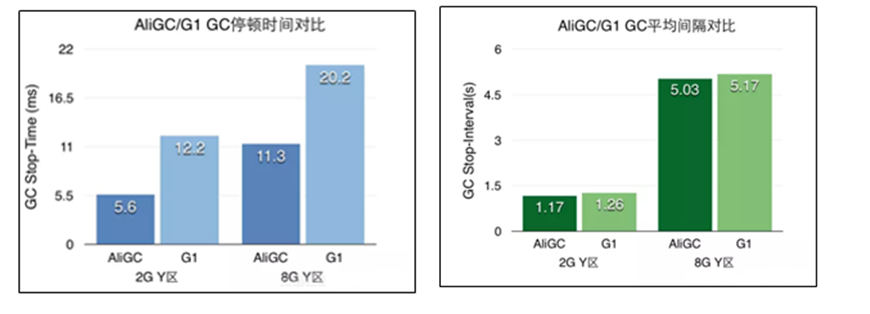 AliGC/G1 GC停顿时间对比
22
16.5
11
5.5
0
GC Stop-Time (ms)
5.6
12.2
11.3
20.2
AliGC
G1
AliGC
G1
2G Y区
8G Y区
AliGC/G1 GC平均间隔对比
6
4.5
3
1.5
0
GC Stop-Interval(s)
1.17
1.26
5.03
5.17
AliGC
G1
AliGC
G1
2G Y区
8G Y区